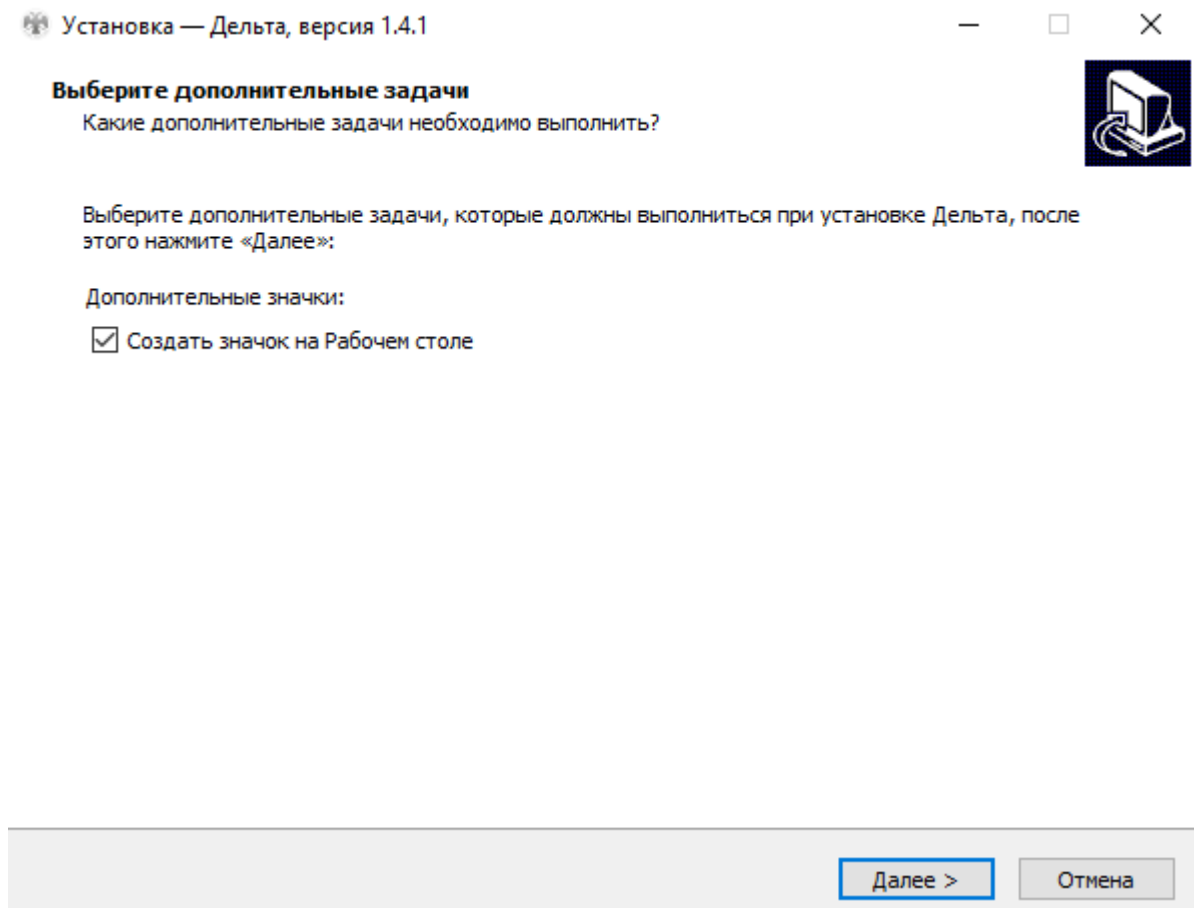 Установка — Дельта, версия 1.4.1
Выберите дополнительные задачи
Какие дополнительные задачи необходимо выполнить?
Выберите дополнительные задачи, которые должны выполниться при установке Дельта, после
этого нажмите «Далее»:
Дополнительные значки:
Создать значок на Рабочем столе
Далее >
Отмена